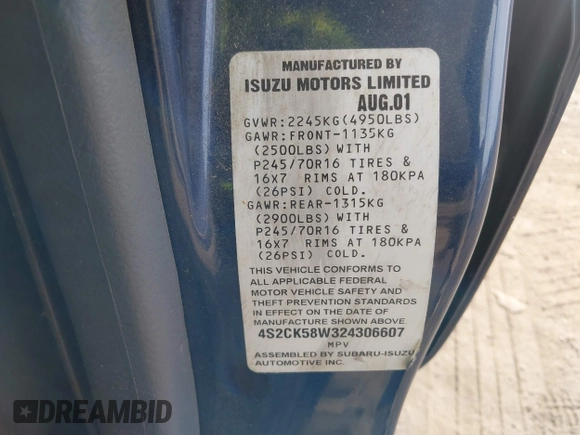 MANUFACTURED BY
ISUZU MOTORS LIMITED
AUG.01
GVWR:2245KG(4950LBS)
GAWR:FRONT-1135KG
(2500LBS) WITH
P245/70R16 TIRES &
16X7 RIMS AT 180KPA
(26PSI) COLD.
GAWR:REAR-1315KG
(2900LBS) WITH
P245/70R16 TIRES &
16X7 RIMS AT 180KPA
(26PSI) COLD.
THIS VEHICLE CONFORMS TO
ALL APPLICABLE FEDERAL
MOTOR VEHICLE SAFETY AND
THEFT PREVENTION STANDARDS
IN EFFECT ON THE DATE OF
MANUFACTURE SHOWN ABOVE.
4S2CK58W324306607
MPV
ASSEMBLED BY SUBARU-ISUZU
AUTOMOTIVE INC.
DREAMBID